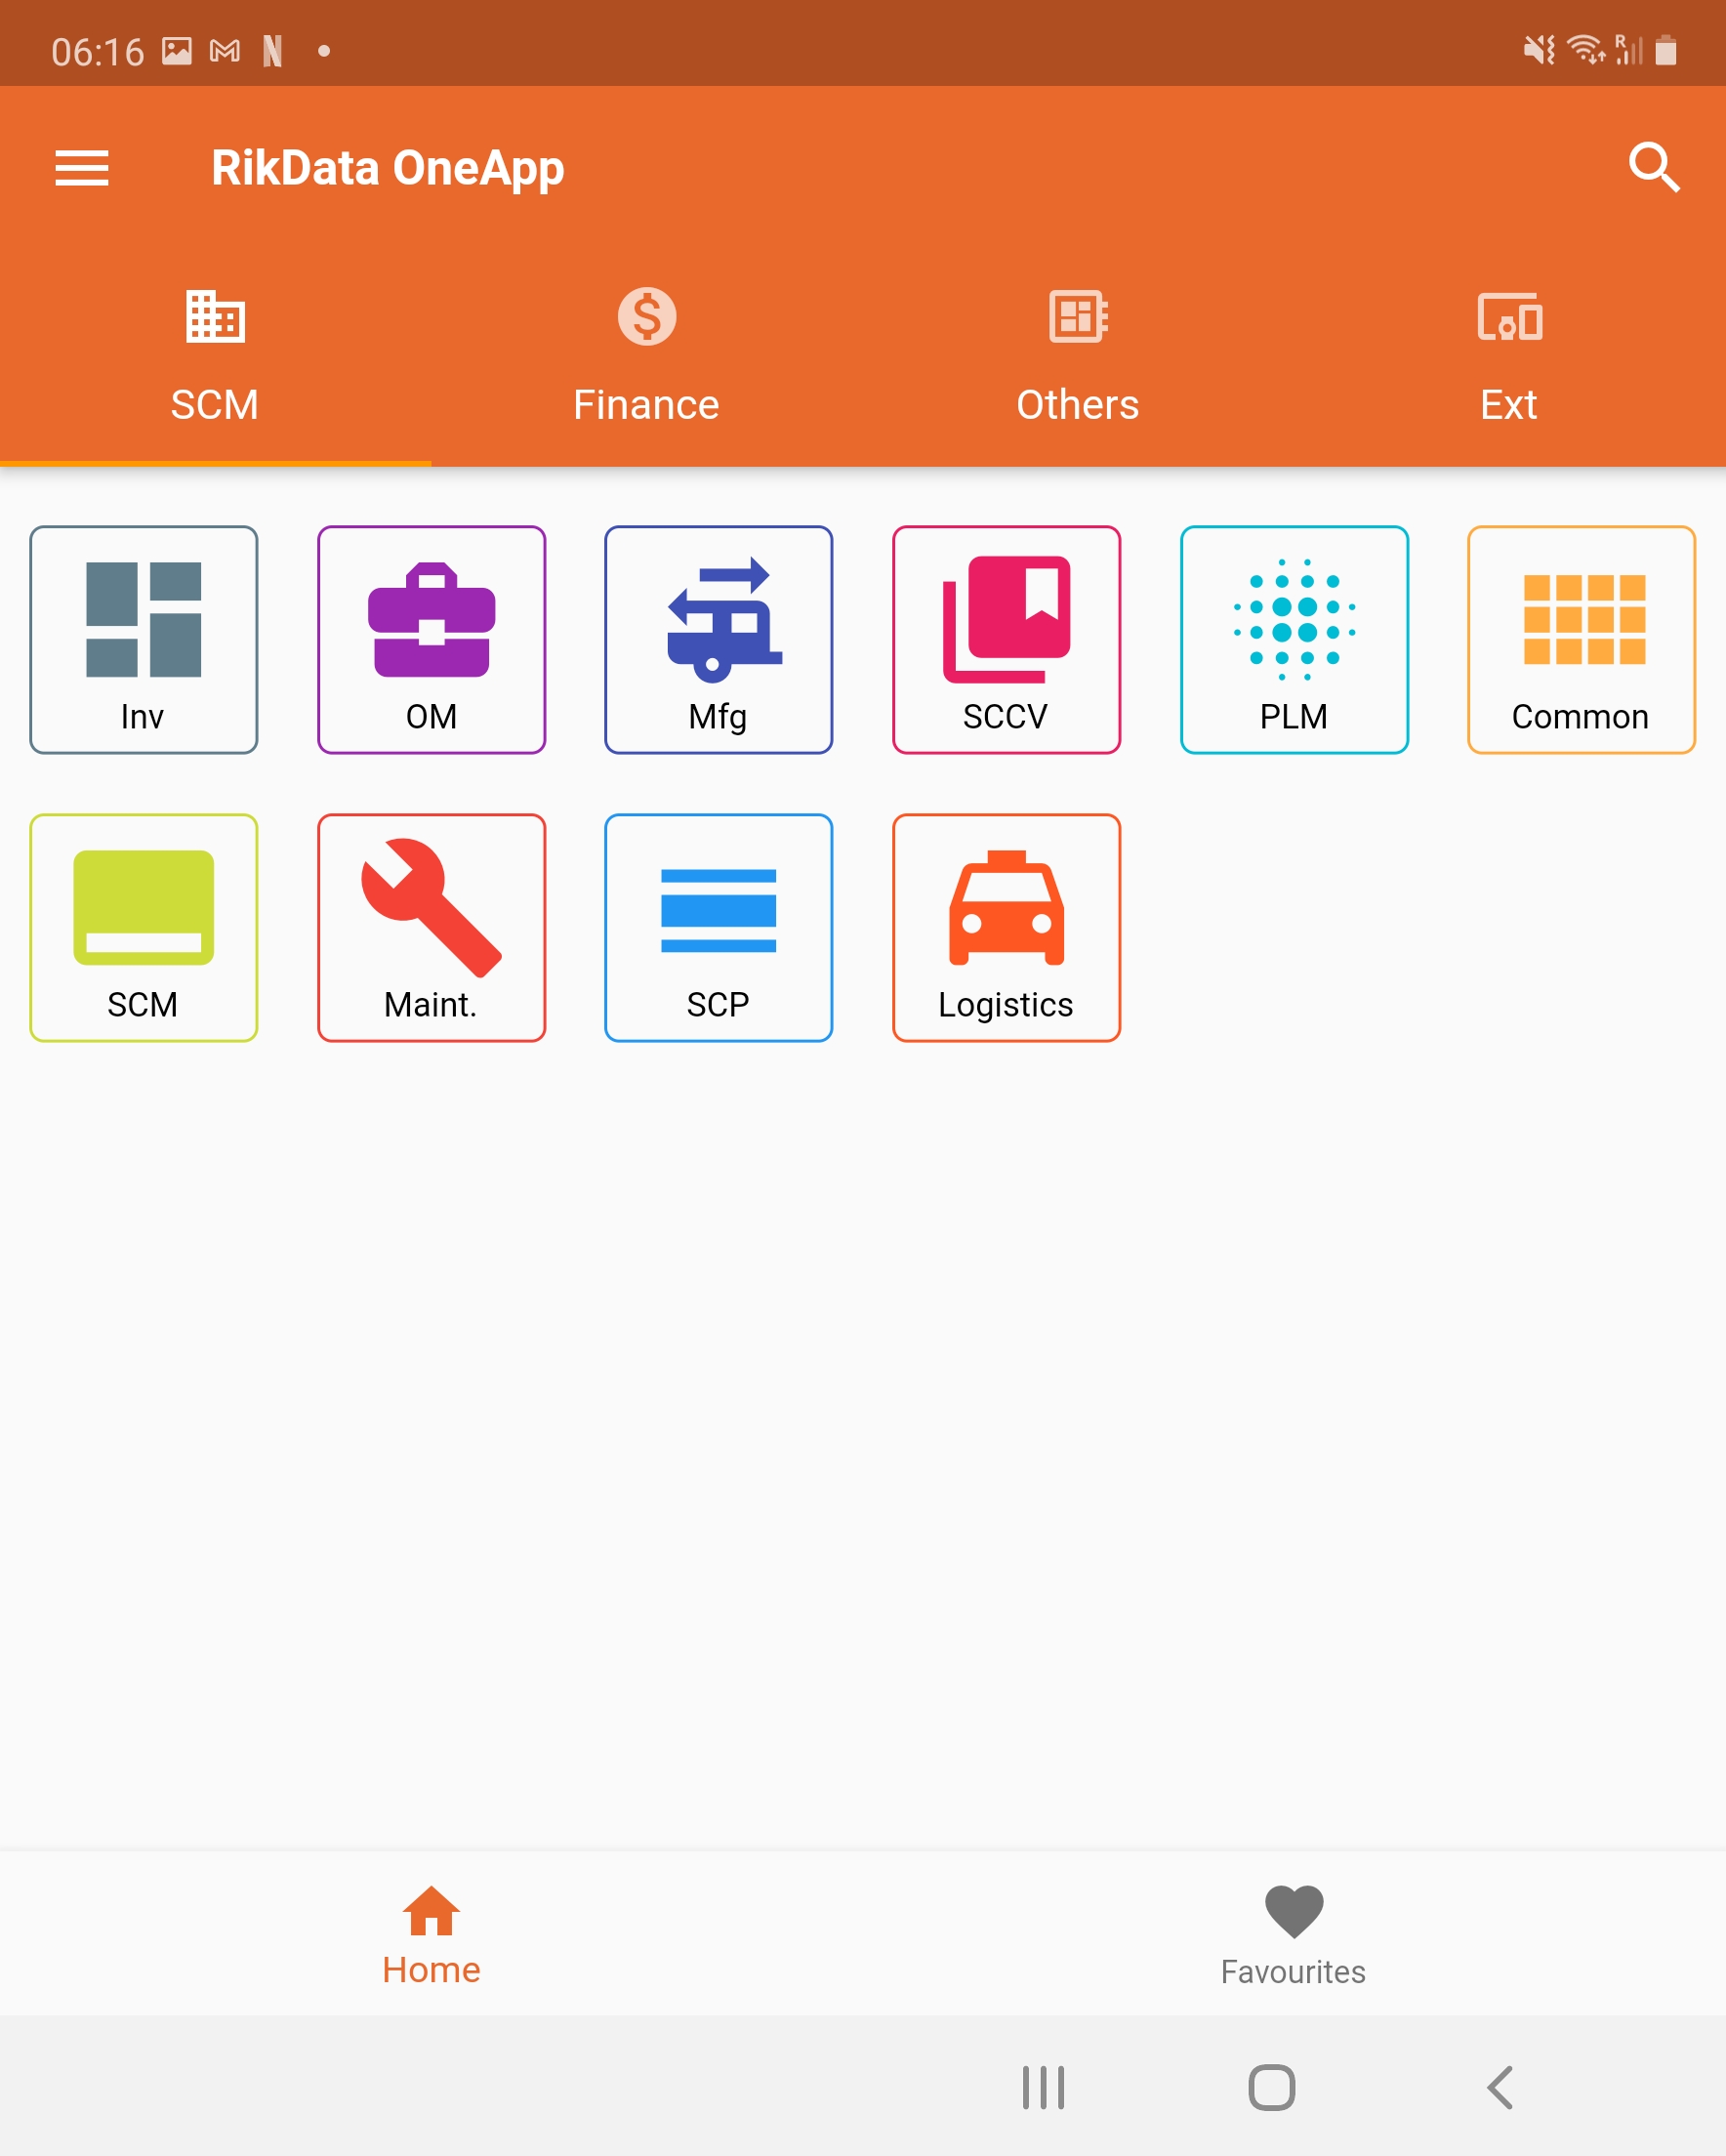 06:16
RikData OneApp
SCM Finance Others Ext
Inv OM Mfg SCCV PLM Common
SCM Maint. SCP Logistics
Home Favourites